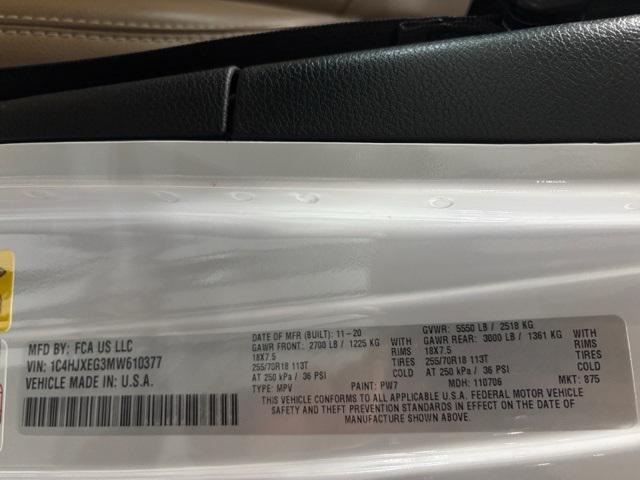 MFD BY: FCA US LLC
VIN: 1C4HJXEG3MW610377
VEHICLE MADE IN U.S.A.
DATE OF MFR (BUILT): 11-20
GAWR FRONT: 2700 LB / 1225 KG
18X7.5
255/70R18 113T
AT 250 kPa / 36 PSI
WITH
RIMS
TIRES
COLD
GVWR: 5550 LB / 2518 KG
GAWR REAR: 3000 LB / 1361 KG
18X7.5
255/70R18 113T
AT 250 kPa / 36 PSI
WITH
RIMS
TIRES
COLD
TYPE: MPV PAINT: PW7 MDH: 110706 MKT: 875
THIS VEHICLE CONFORMS TO ALL APPLICABLE U.S.A. FEDERAL MOTOR VEHICLE
SAFETY AND THEFT PREVENTION STANDARDS IN EFFECT ON THE DATE OF
MANUFACTURE SHOWN ABOVE.